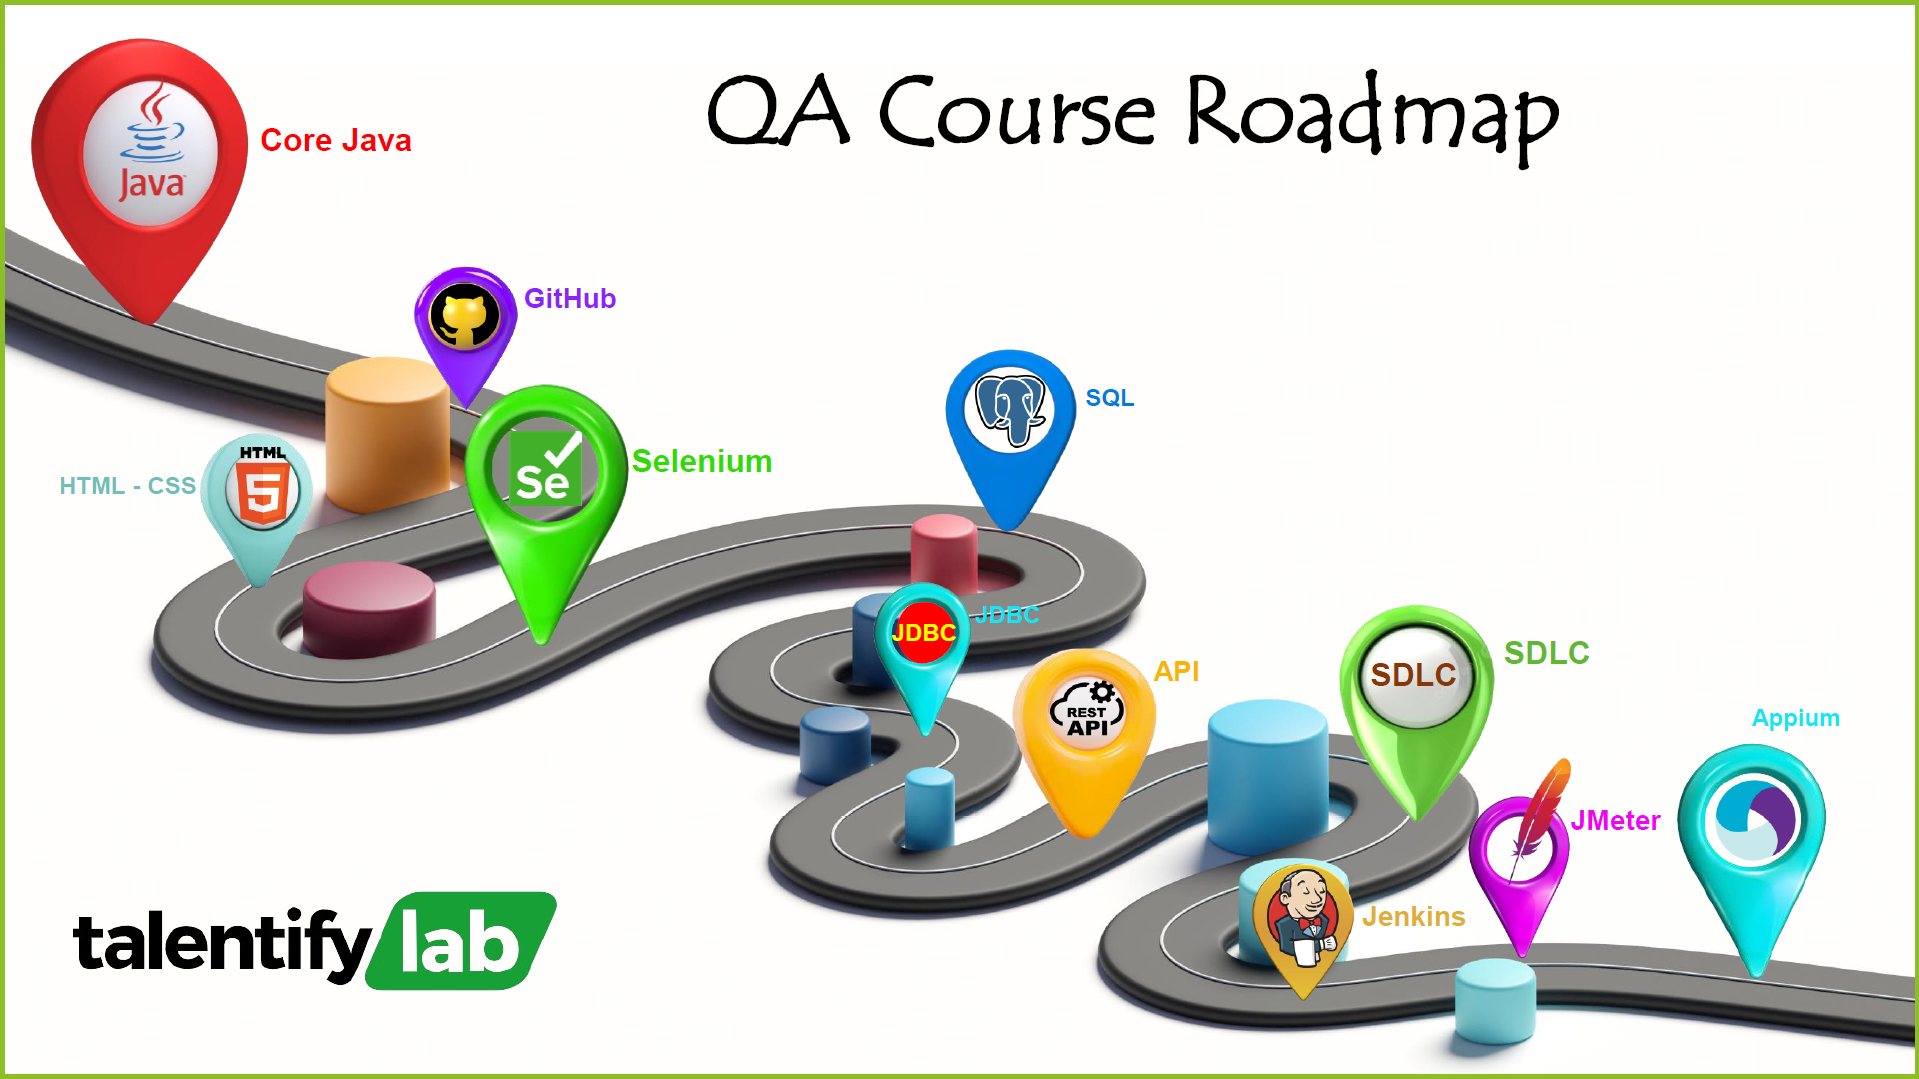 QA Course Roadmap
Java
Core Java
GitHub
HTML
HTML - CSS
Se
Selenium
SQL
JDBC
JDBC
REST
API
API
SDLC
SDLC
Jenkins
JMeter
Appium
talentify lab